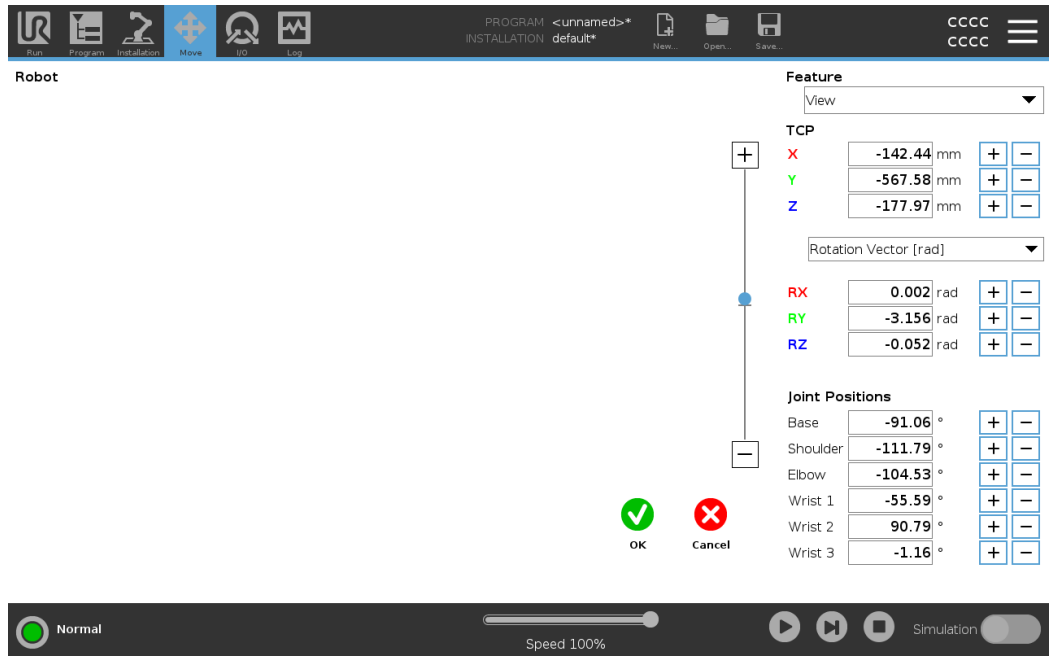 Run Program Installation Move I/O Log
PROGRAM <unnamed>*
INSTALLATION default*
New... Open... Save...
CCCC
CCCC
Robot
Feature
View
TCP
X -142.44 mm + −
Y -567.58 mm + −
Z -177.97 mm + −
Rotation Vector [rad]
RX 0.002 rad + −
RY -3.156 rad + −
RZ -0.052 rad + −
Joint Positions
Base -91.06 ° + −
Shoulder -111.79 ° + −
Elbow -104.53 ° + −
Wrist 1 -55.59 ° + −
Wrist 2 90.79 ° + −
Wrist 3 -1.16 ° + −
+
−
OK Cancel
Normal
Speed 100%
Simulation